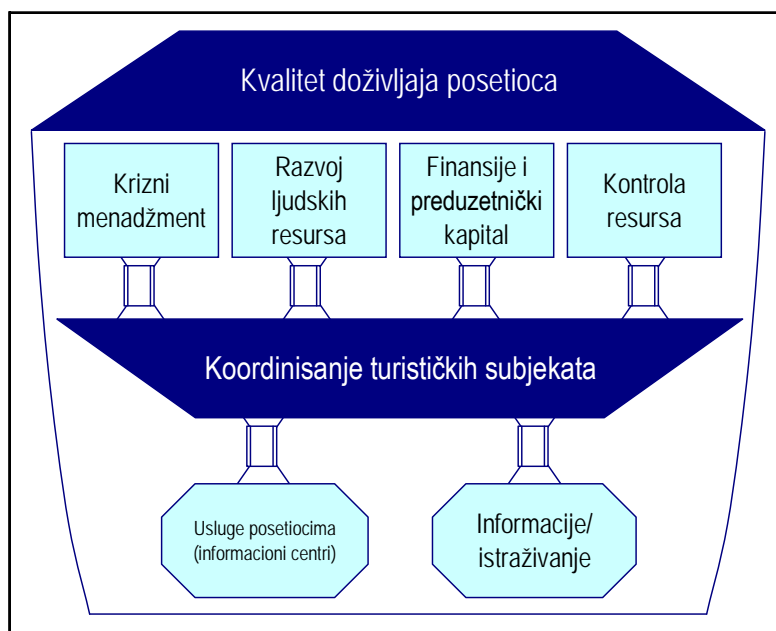 Kvalitet doživljaja posetioca
Krizni
menadžment
Razvoj
ljudskih
resursa
Finansije i
preduzetnički
kapital
Kontrola
resursa
Koordinisanje turističkih subjekata
Usluge posetiocima
(informacioni centri)
Informacije/
istraživanje